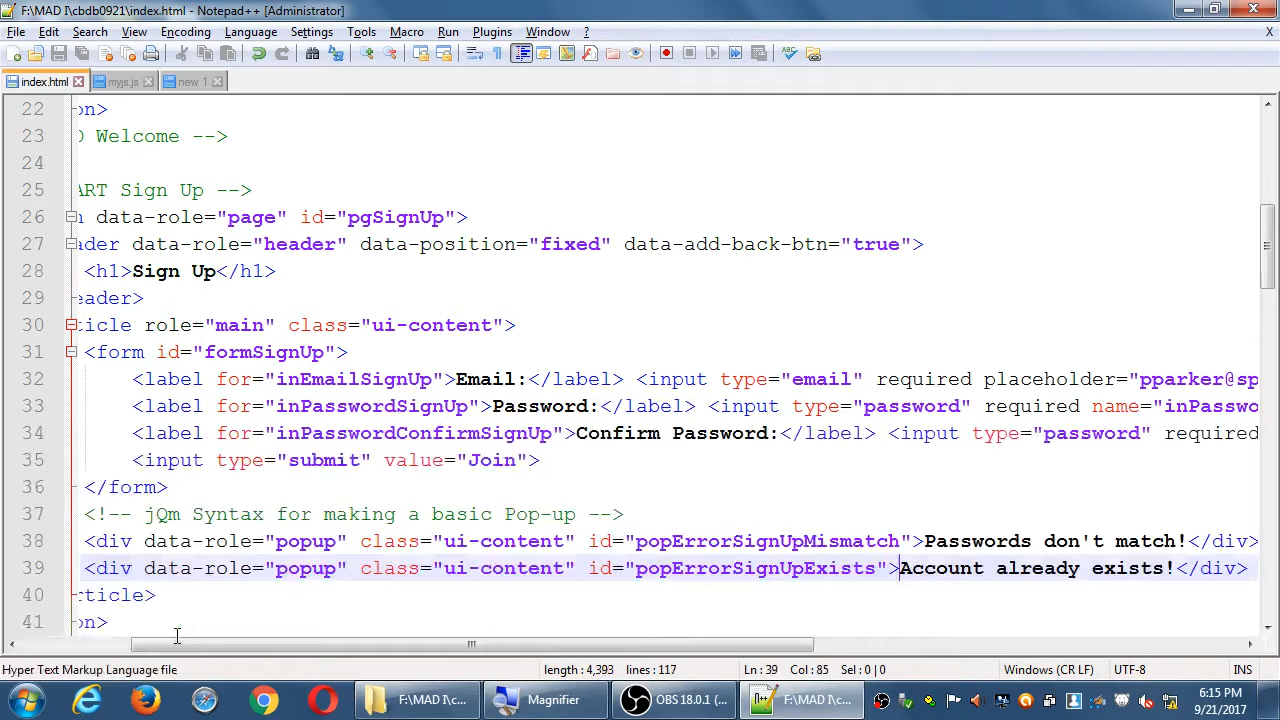 F:\MAD I\cbdb0921\index.html - Notepad++ [Administrator]
File Edit Search View Encoding Language Settings Tools Macro Run Plugins Window ? X
index.html myjs.js new 1
22 on>
23 Welcome -->
24
25 ART Sign Up -->
26 data-role="page" id="pgSignUp">
27 ader data-role="header" data-position="fixed" data-add-back-btn="true">
28 <h1>Sign Up</h1>
29 eader>
30 ticle role="main" class="ui-content">
31 <form id="formSignUp">
32 <label for="inEmailSignUp">Email:</label> <input type="email" required placeholder="pparker@sp
33 <label for="inPasswordSignUp">Password:</label> <input type="password" required name="inPasswo
34 <label for="inPasswordConfirmSignUp">Confirm Password:</label> <input type="password" required
35 <input type="submit" value="Join">
36 </form>
37 <!-- jQm Syntax for making a basic Pop-up -->
38 <div data-role="popup" class="ui-content" id="popErrorSignUpMismatch">Passwords don't match!</div>
39 <div data-role="popup" class="ui-content" id="popErrorSignUpExists">Account already exists!</div>
40 rticle>
41 on>
Hyper Text Markup Language file length : 4,393 lines : 117 Ln : 39 Col : 85 Sel : 0 | 0 Windows (CR LF) UTF-8 INS
F:\MAD I\c... Magnifier OBS 18.0.1 (... F:\MAD I\c... 6:15 PM
9/21/2017